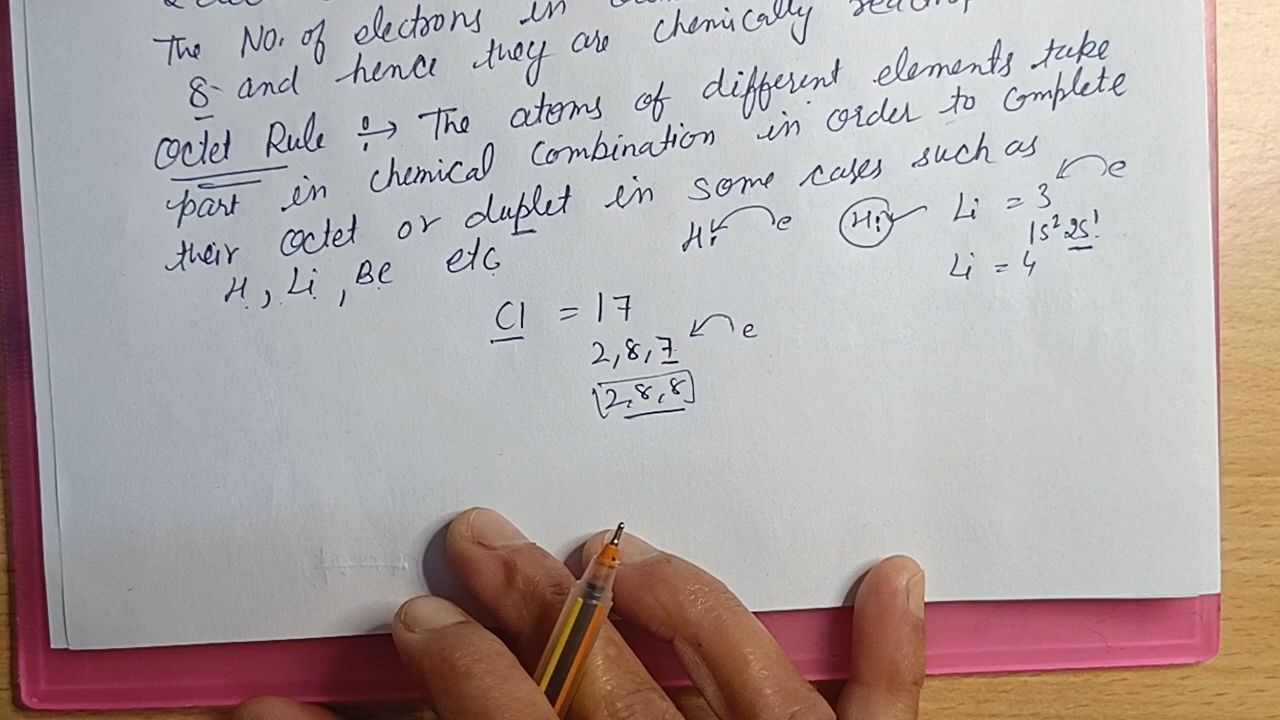 The No. of electrons in
8 and hence they are chemically
Octet Rule :→ The atoms of different elements take
part in chemical combination in order to complete
their octet or duplet in some cases such as
H, Li, Be etc
H· e H: Li = 3 e
1s² 2s¹
Li = 4
Cl = 17
2,8,7 e
2,8,8